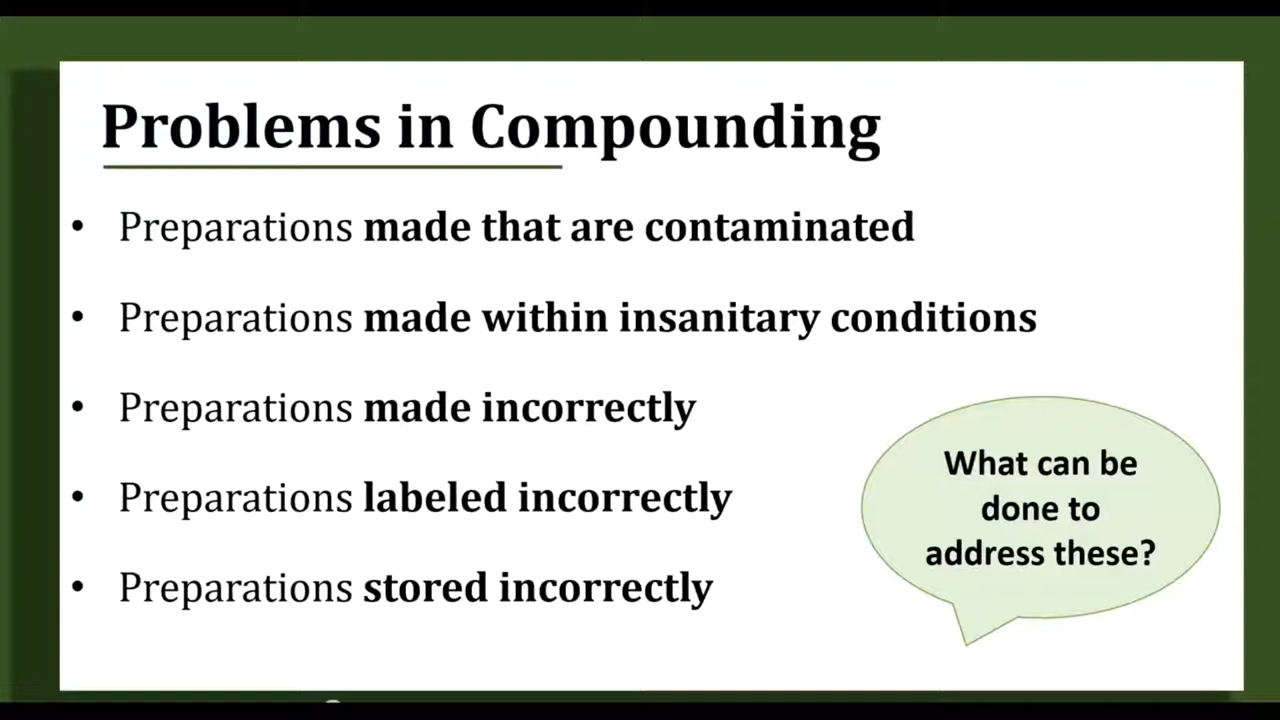 Problems in Compounding
• Preparations made that are contaminated
• Preparations made within insanitary conditions
• Preparations made incorrectly
• Preparations labeled incorrectly
• Preparations stored incorrectly
What can be
done to
address these?